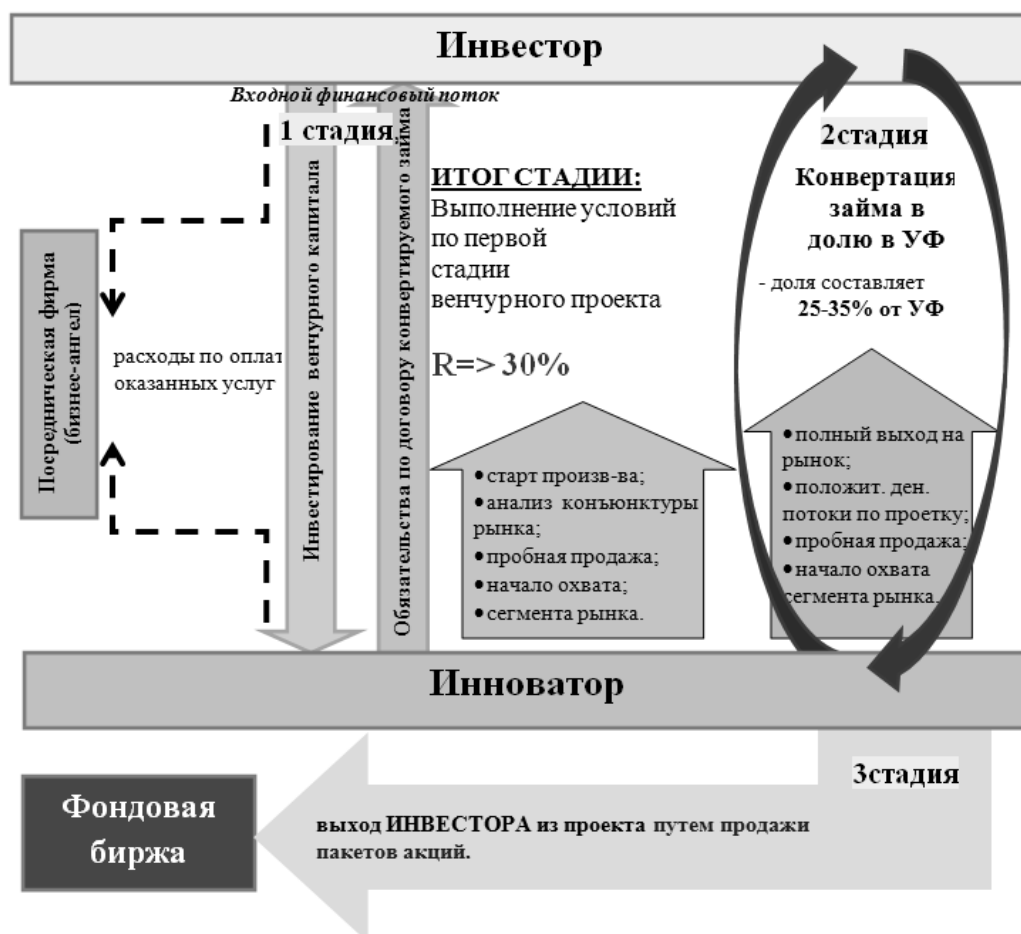 Инвестор
Входной финансовый поток
1 стадия
Посредническая фирма
(бизнес-ангел)
расходы по оплат
оказанных услуг
Инвестирование венчурного капитала
Обязательства по договору конвертируемого займа
ИТОГ СТАДИИ:
Выполнение условий
по первой
стадии
венчурного проекта
R=> 30%
•старт произв-ва;
•анализ конъюнктуры
рынка;
•пробная продажа;
•начало охвата;
•сегмента рынка.
2стадия
Конвертация
займа в
долю в УФ
- доля составляет
25-35% от УФ
•полный выход на
рынок;
•положит. ден.
потоки по проетку;
•пробная продажа;
•начало охвата
сегмента рынка.
Инноватор
3стадия
Фондовая
биржа
выход ИНВЕСТОРА из проекта путем продажи
пакетов акций.